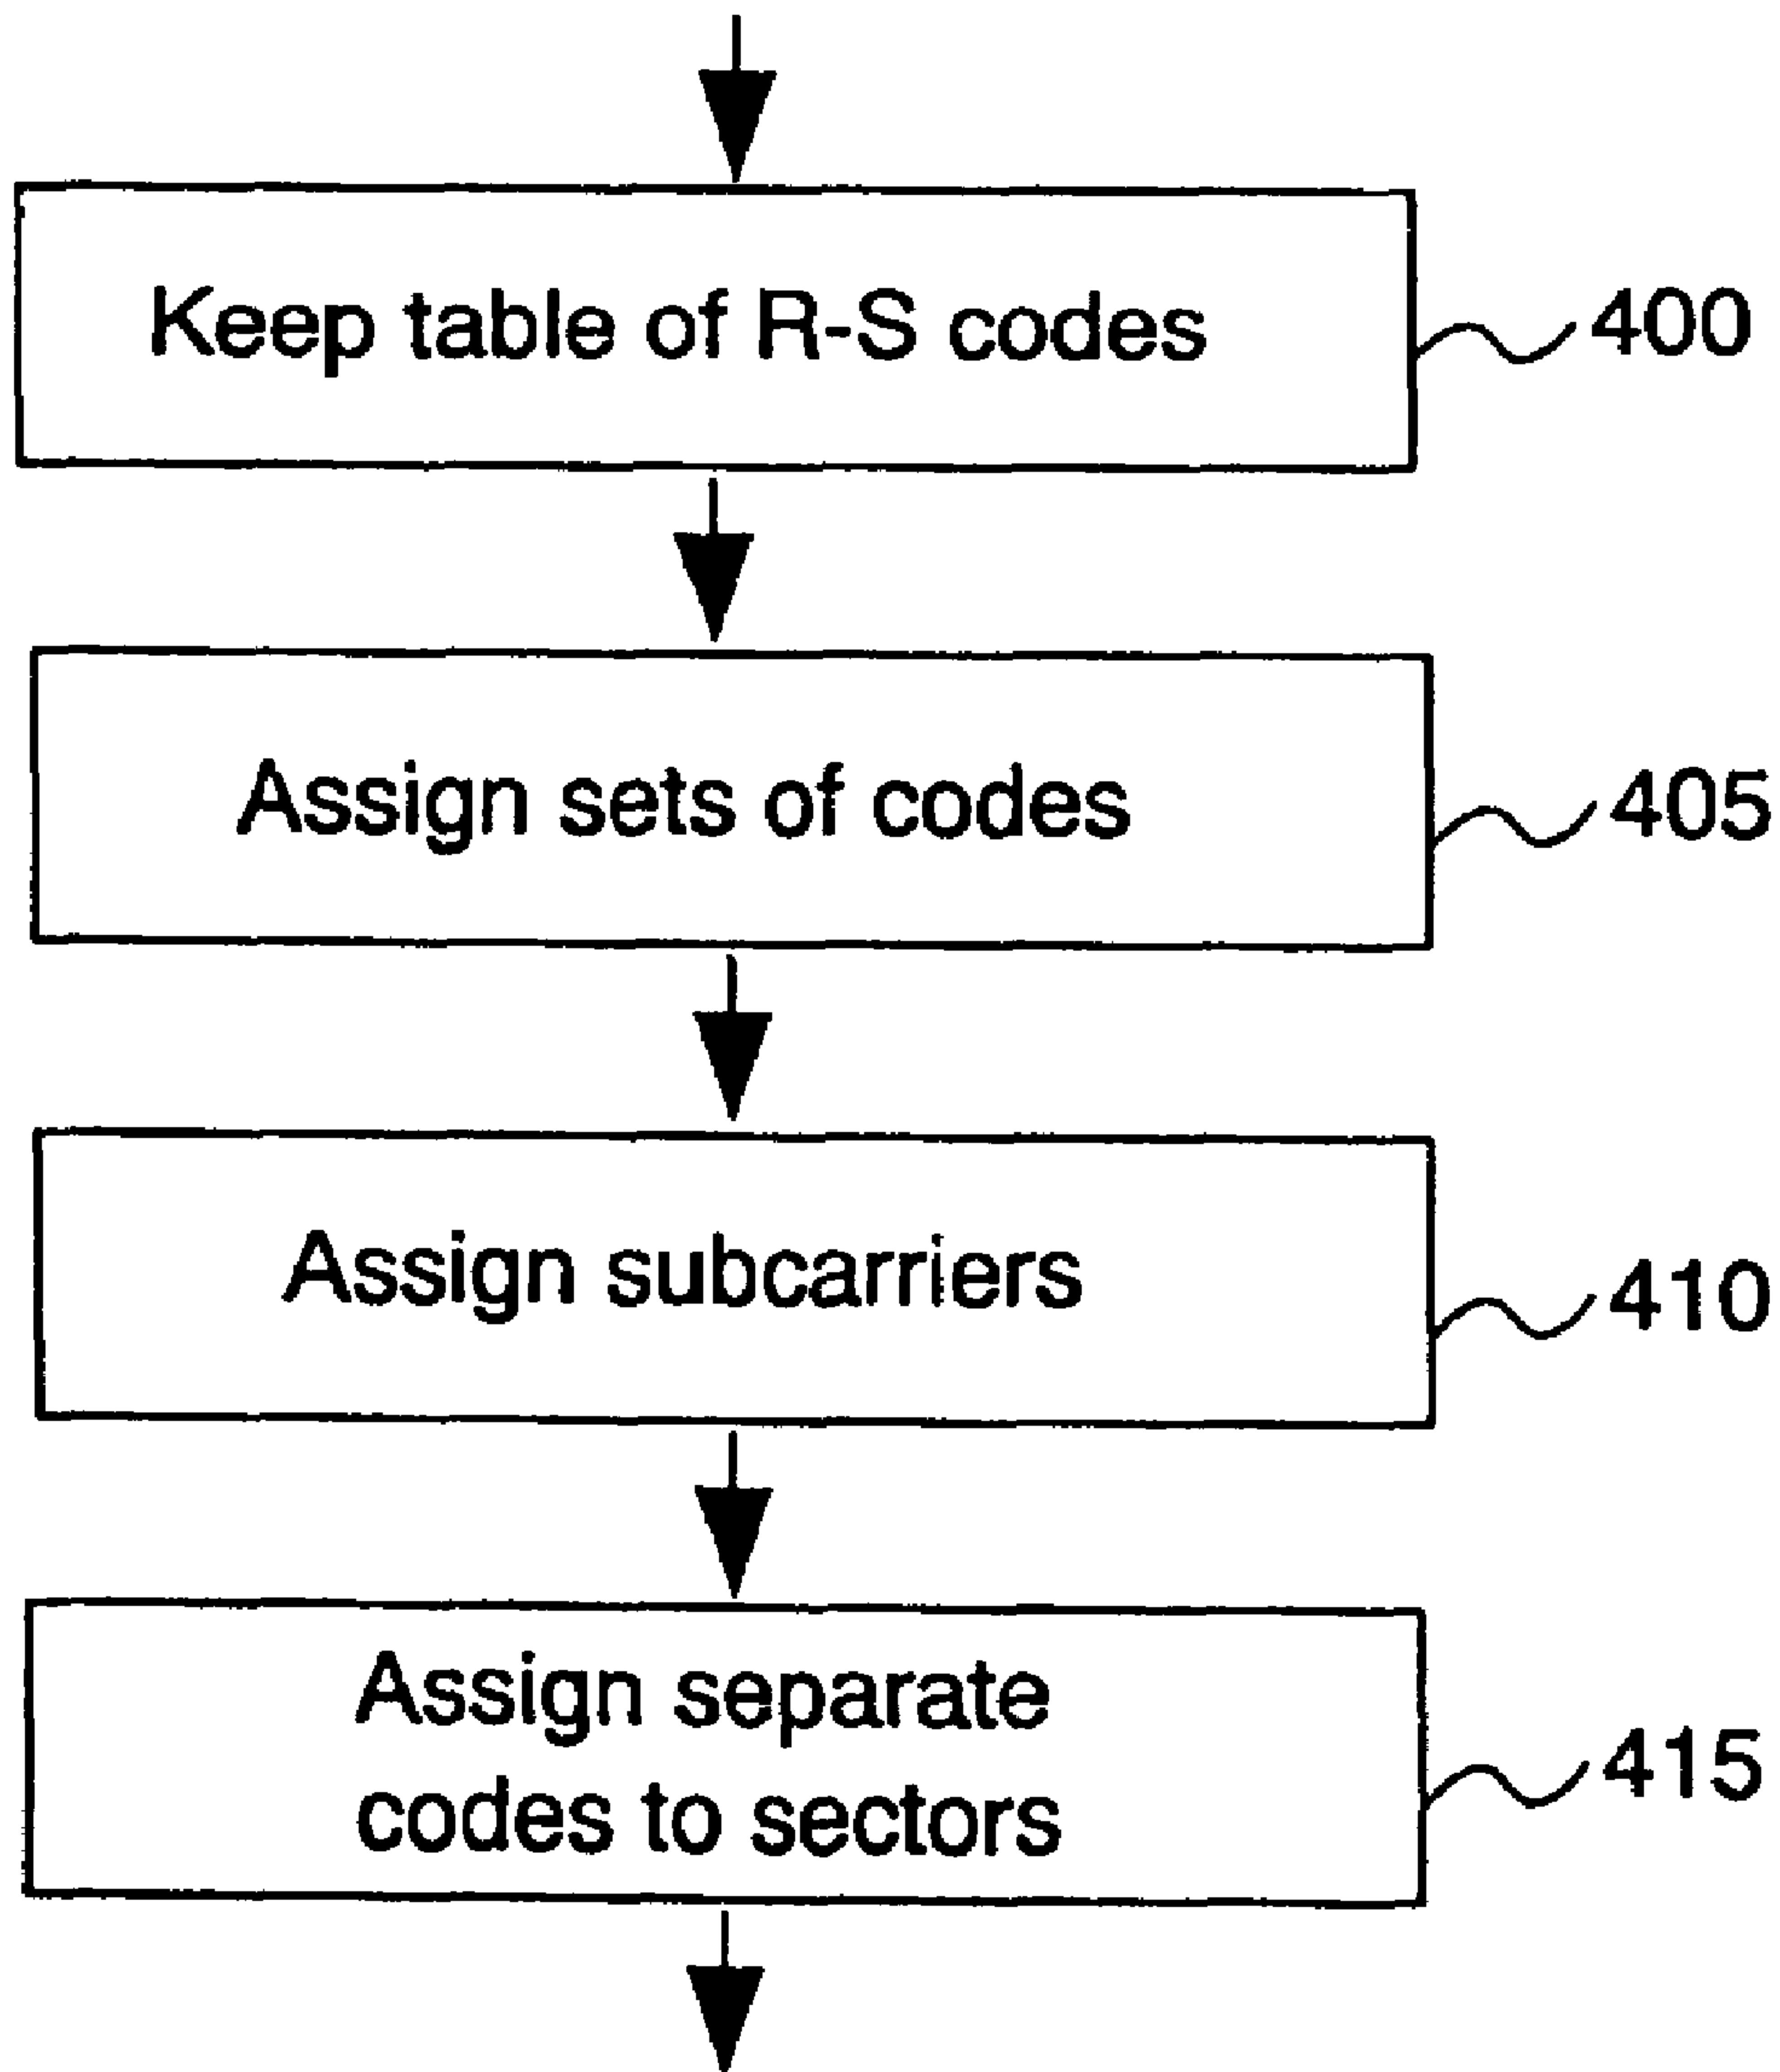 Keep table of R-S codes
400
Assign sets of codes
405
Assign subcarriers
410
Assign separate
codes to sectors
415